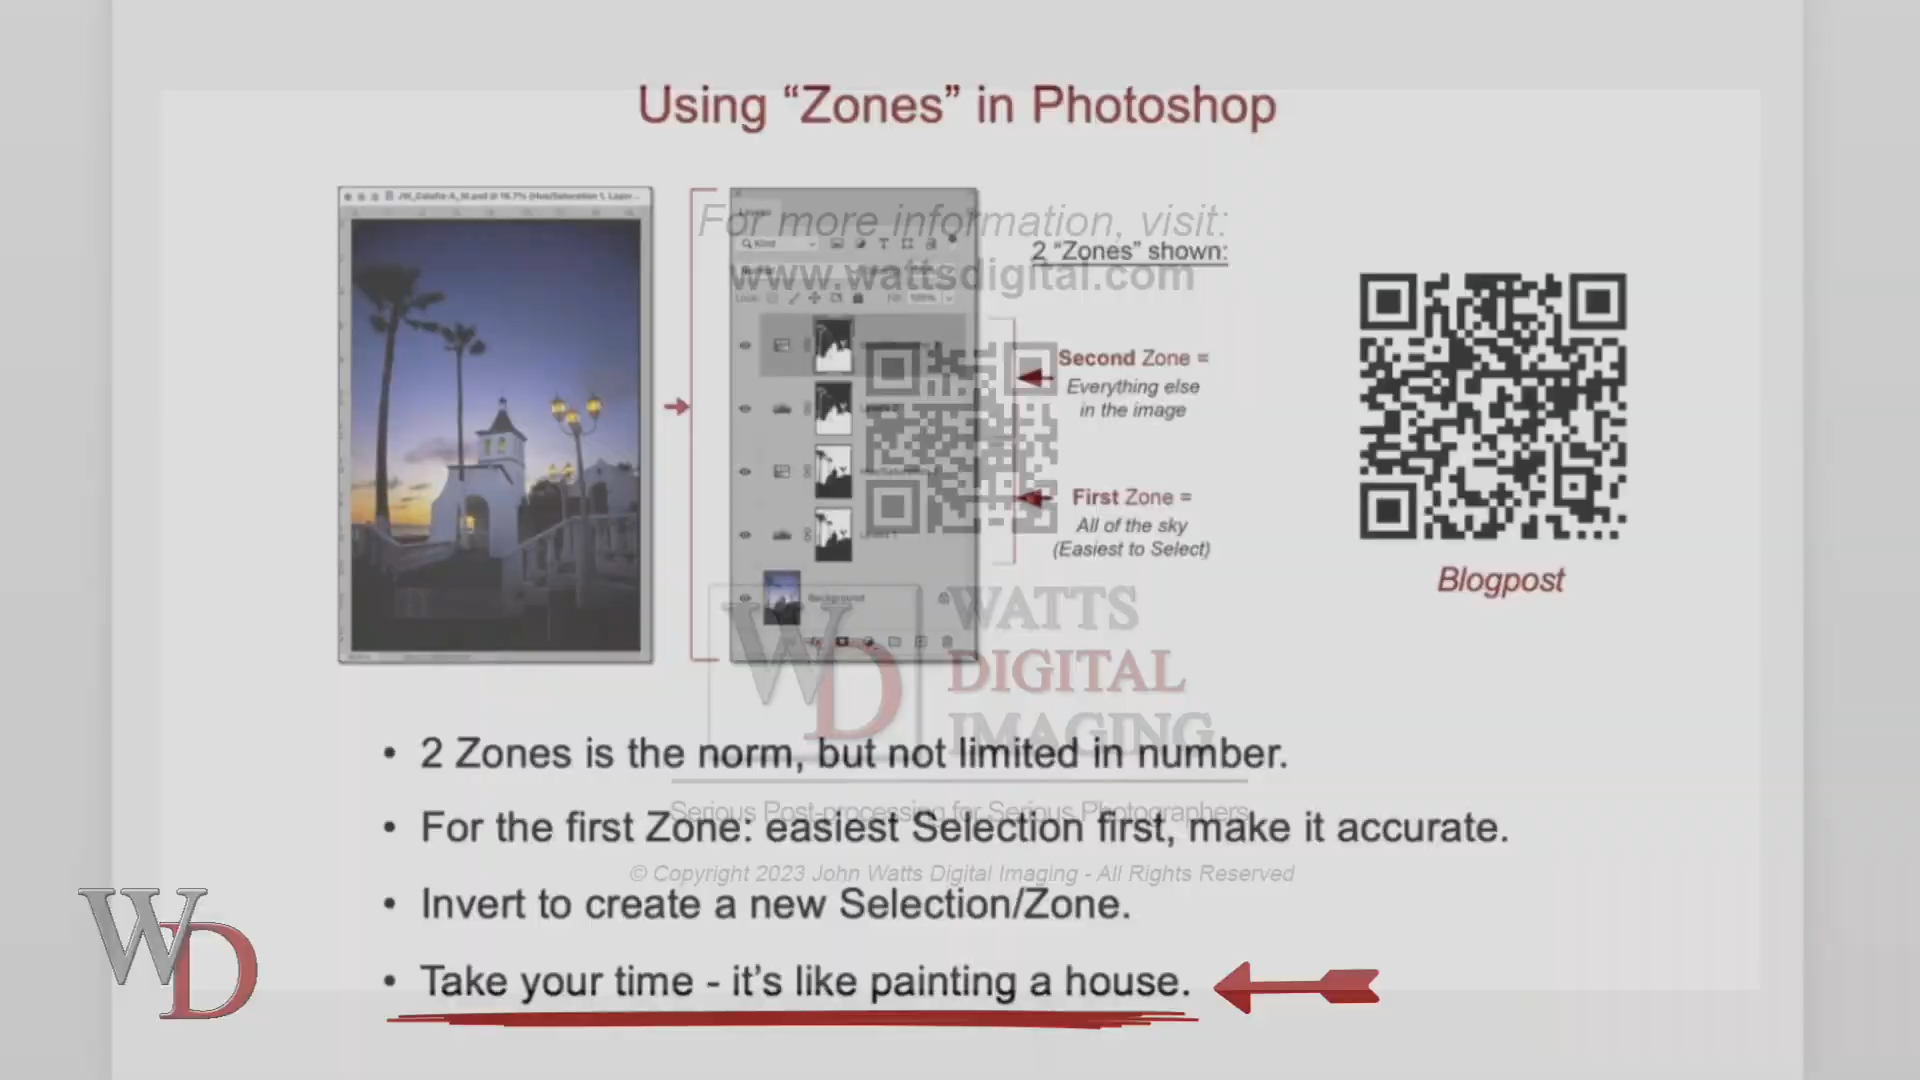 Using “Zones” in Photoshop
For more information, visit:
www.wattsdigital.com
2 “Zones” shown:
Kind
Second Zone =
Everything else
in the image
First Zone =
All of the sky
(Easiest to Select)
Background
Blogpost
WATTS
DIGITAL
IMAGING
WD
• 2 Zones is the norm, but not limited in number.
Serious Post-processing for Serious Photographers
• For the first Zone: easiest Selection first, make it accurate.
© Copyright 2023 John Watts Digital Imaging - All Rights Reserved
• Invert to create a new Selection/Zone.
• Take your time - it’s like painting a house.
WD